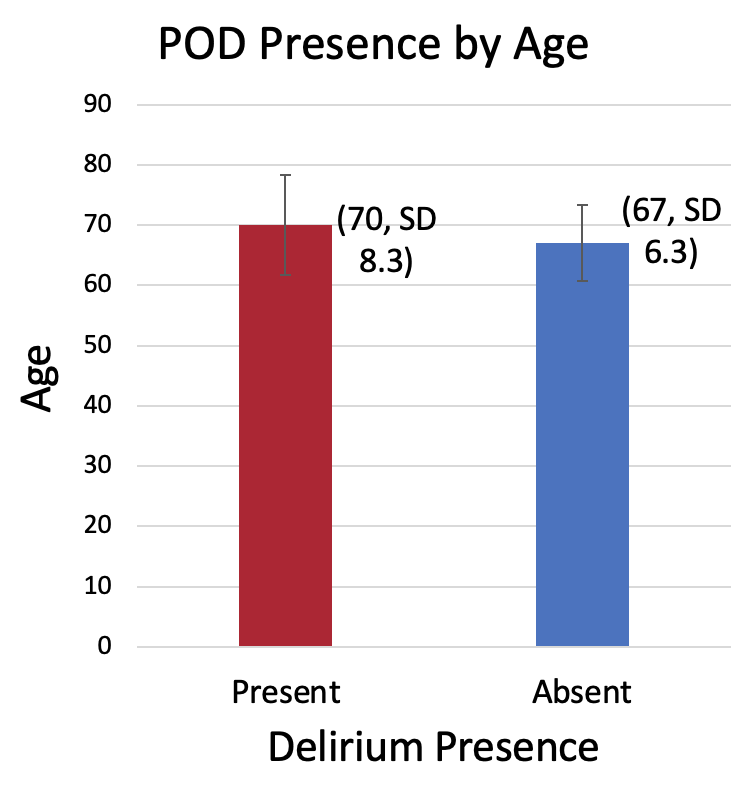 POD Presence by Age
90
80
70
60
50
40
30
20
10
0
Age
(70, SD
8.3)
(67, SD
6.3)
Present
Absent
Delirium Presence